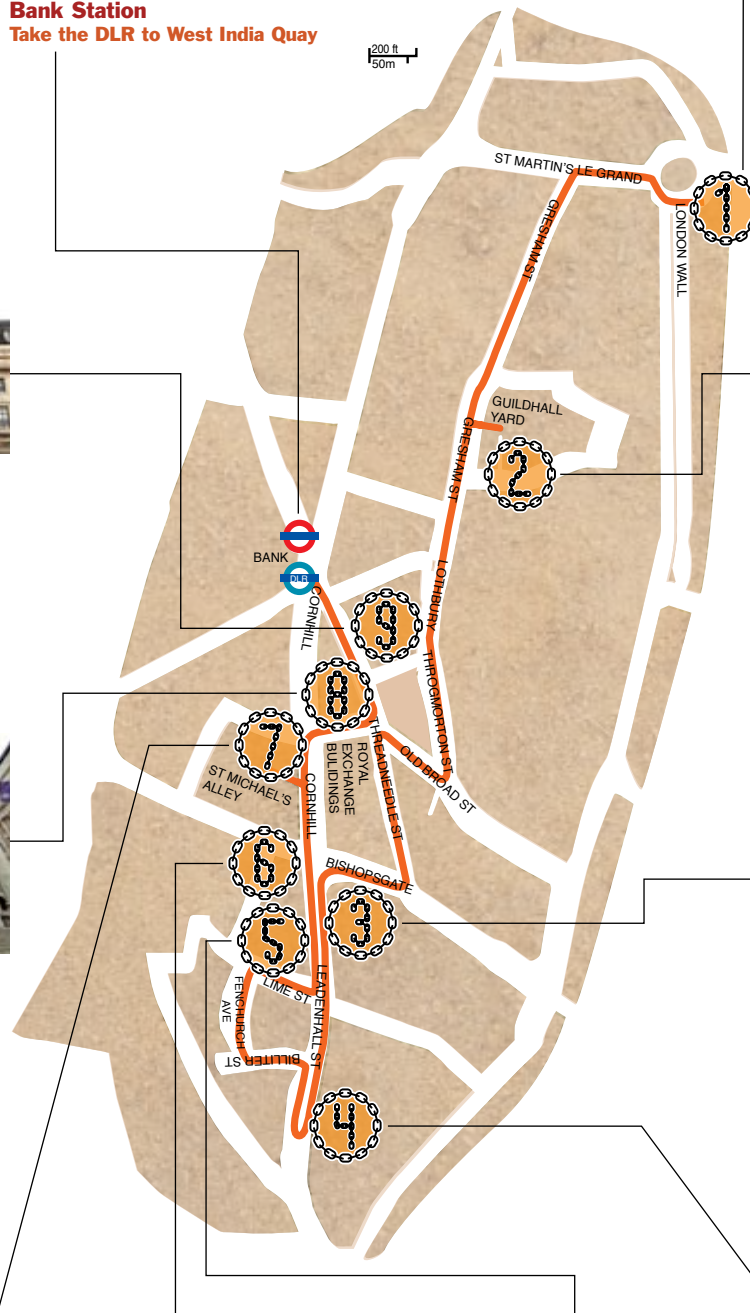 Bank Station
Take the DLR to West India Quay
200 ft
50m
ST MARTIN'S LE GRAND
1
LONDON WALL
GRESHAM ST
GUILDHALL
YARD
GRESHAM ST
2
BANK
DLR
CORNHILL
LOTHBURY
9
THROGMORTON ST
8
7
THREADNEEDLE ST
OLD BROAD ST
ROYAL
EXCHANGE
BULIDINGS
ST MICHAEL'S
ALLEY
CORNHILL
6
BISHOPSGATE
3
5
LIME ST
LEADENHALL ST
FENCHURCH
AVE
BILLITER ST
4